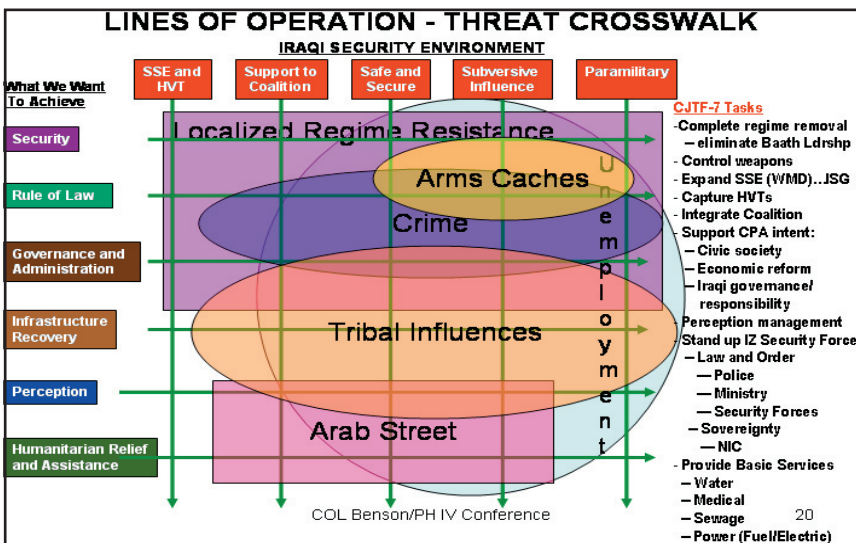 LINES OF OPERATION - THREAT CROSSWALK
IRAQI SECURITY ENVIRONMENT
What We Want
To Achieve
SSE and
HVT
Support to
Coalition
Safe and
Secure
Subversive
Influence
Paramilitary
Security
Rule of Law
Governance and
Administration
Infrastructure
Recovery
Perception
Humanitarian Relief
and Assistance
Localized Regime Resistance
Arms Caches
Crime
Tribal Influences
Arab Street
Unemployment
CJTF-7 Tasks
-Complete regime removal
– eliminate Baath Ldrshp
- Control weapons
- Expand SSE (WMD)...ISG
- Capture HVTs
- Integrate Coalition
- Support CPA intent:
– Civic society
– Economic reform
– Iraqi governance/
responsibility
- Perception management
- Stand up IZ Security Force
– Law and Order
— Police
— Ministry
— Security Forces
– Sovereignty
— NIC
- Provide Basic Services
– Water
– Medical
– Sewage
– Power (Fuel/Electric)
COL Benson/PH IV Conference
20